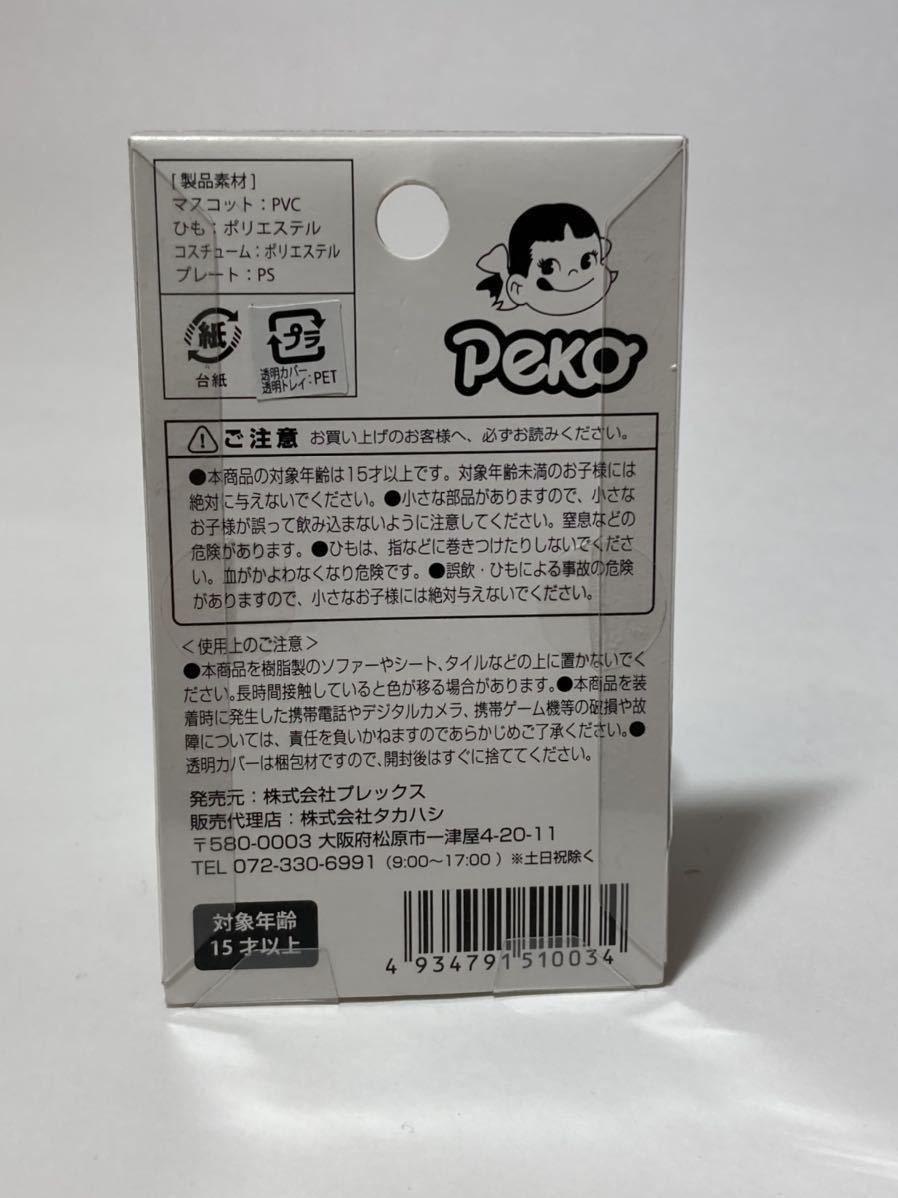 [製品素材]
マスコット：PVC
ひも：ポリエステル
コスチューム：ポリエステル
プレート：PS
紙
台紙
プラ
透明カバー
透明トレイ：PET
Peko
ご注意 お買い上げのお客様へ、必ずお読みください。
●本商品の対象年齢は15才以上です。対象年齢未満のお子様には
絶対に与えないでください。●小さな部品がありますので、小さな
お子様が誤って飲み込まないように注意してください。窒息などの
危険があります。●ひもは、指などに巻きつけたりしないでくださ
い。血がかよわなくなり危険です。●誤飲・ひもによる事故の危険
がありますので、小さなお子様には絶対与えないでください。
＜使用上のご注意＞
●本商品を樹脂製のソファーやシート、タイルなどの上に置かないでく
ださい。長時間接触していると色が移る場合があります。●本商品を装
着時に発生した携帯電話やデジタルカメラ、携帯ゲーム機等の破損や故
障については、責任を負いかねますのであらかじめご了承ください。●
透明カバーは梱包材ですので、開封後はすぐに捨ててください。
発売元：株式会社プレックス
販売代理店：株式会社タカハシ
〒580-0003 大阪府松原市一津屋4-20-11
TEL 072-330-6991（9:00〜17:00 ）※土日祝除く
対象年齢
15才以上
4 934791 510034